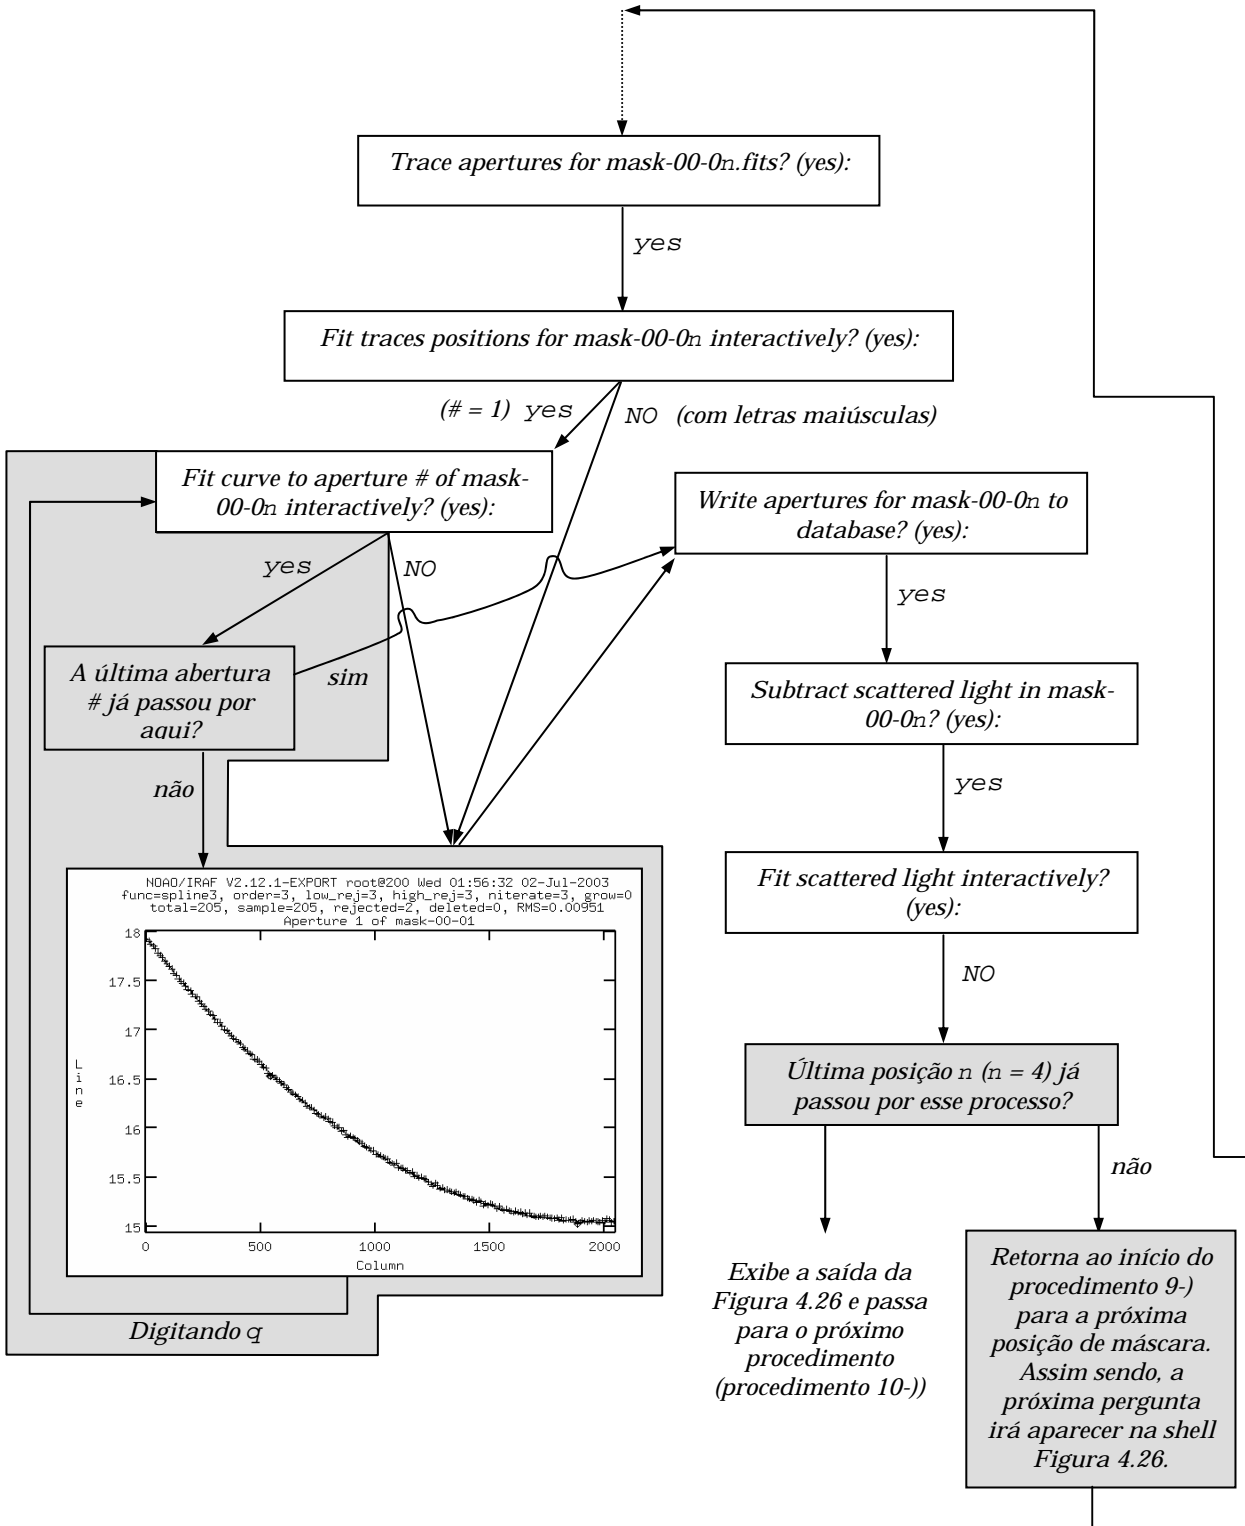 Trace apertures for mask-00-0n.fits? (yes):
yes
Fit traces positions for mask-00-0n interactively? (yes):
(# = 1) yes
NO (com letras maiúsculas)
Fit curve to aperture # of mask-
00-0n interactively? (yes):
Write apertures for mask-00-0n to
database? (yes):
yes
NO
yes
A última abertura
# já passou por
aqui?
sim
Subtract scattered light in mask-
00-0n? (yes):
não
yes
NOAO/IRAF V2.12.1-EXPORT root@200 Wed 01:56:32 02-Jul-2003
func=spline3, order=3, low_rej=3, high_rej=3, niterate=3, grow=0
total=205, sample=205, rejected=2, deleted=0, RMS=0.00951
Aperture 1 of mask-00-01
18
17.5
17
16.5
16
15.5
15
Line
0 500 1000 1500 2000
Column
Digitando q
Fit scattered light interactively?
(yes):
NO
Última posição n (n = 4) já
passou por esse processo?
não
Exibe a saída da
Figura 4.26 e passa
para o próximo
procedimento
(procedimento 10-))
Retorna ao início do
procedimento 9-)
para a próxima
posição de máscara.
Assim sendo, a
próxima pergunta
irá aparecer na shell
Figura 4.26.